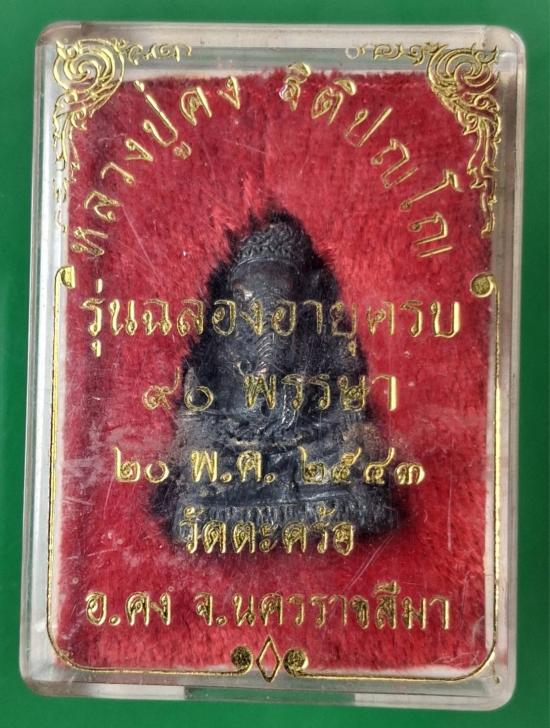 หลวงปู่คง ฐิติปญฺโญ
รุ่นฉลองอายุครบ
๙๐ พรรษา
๒๐ พ.ค. ๒๕๔๓
วัดตะคร้อ
อ.คง จ.นครราชสีมา